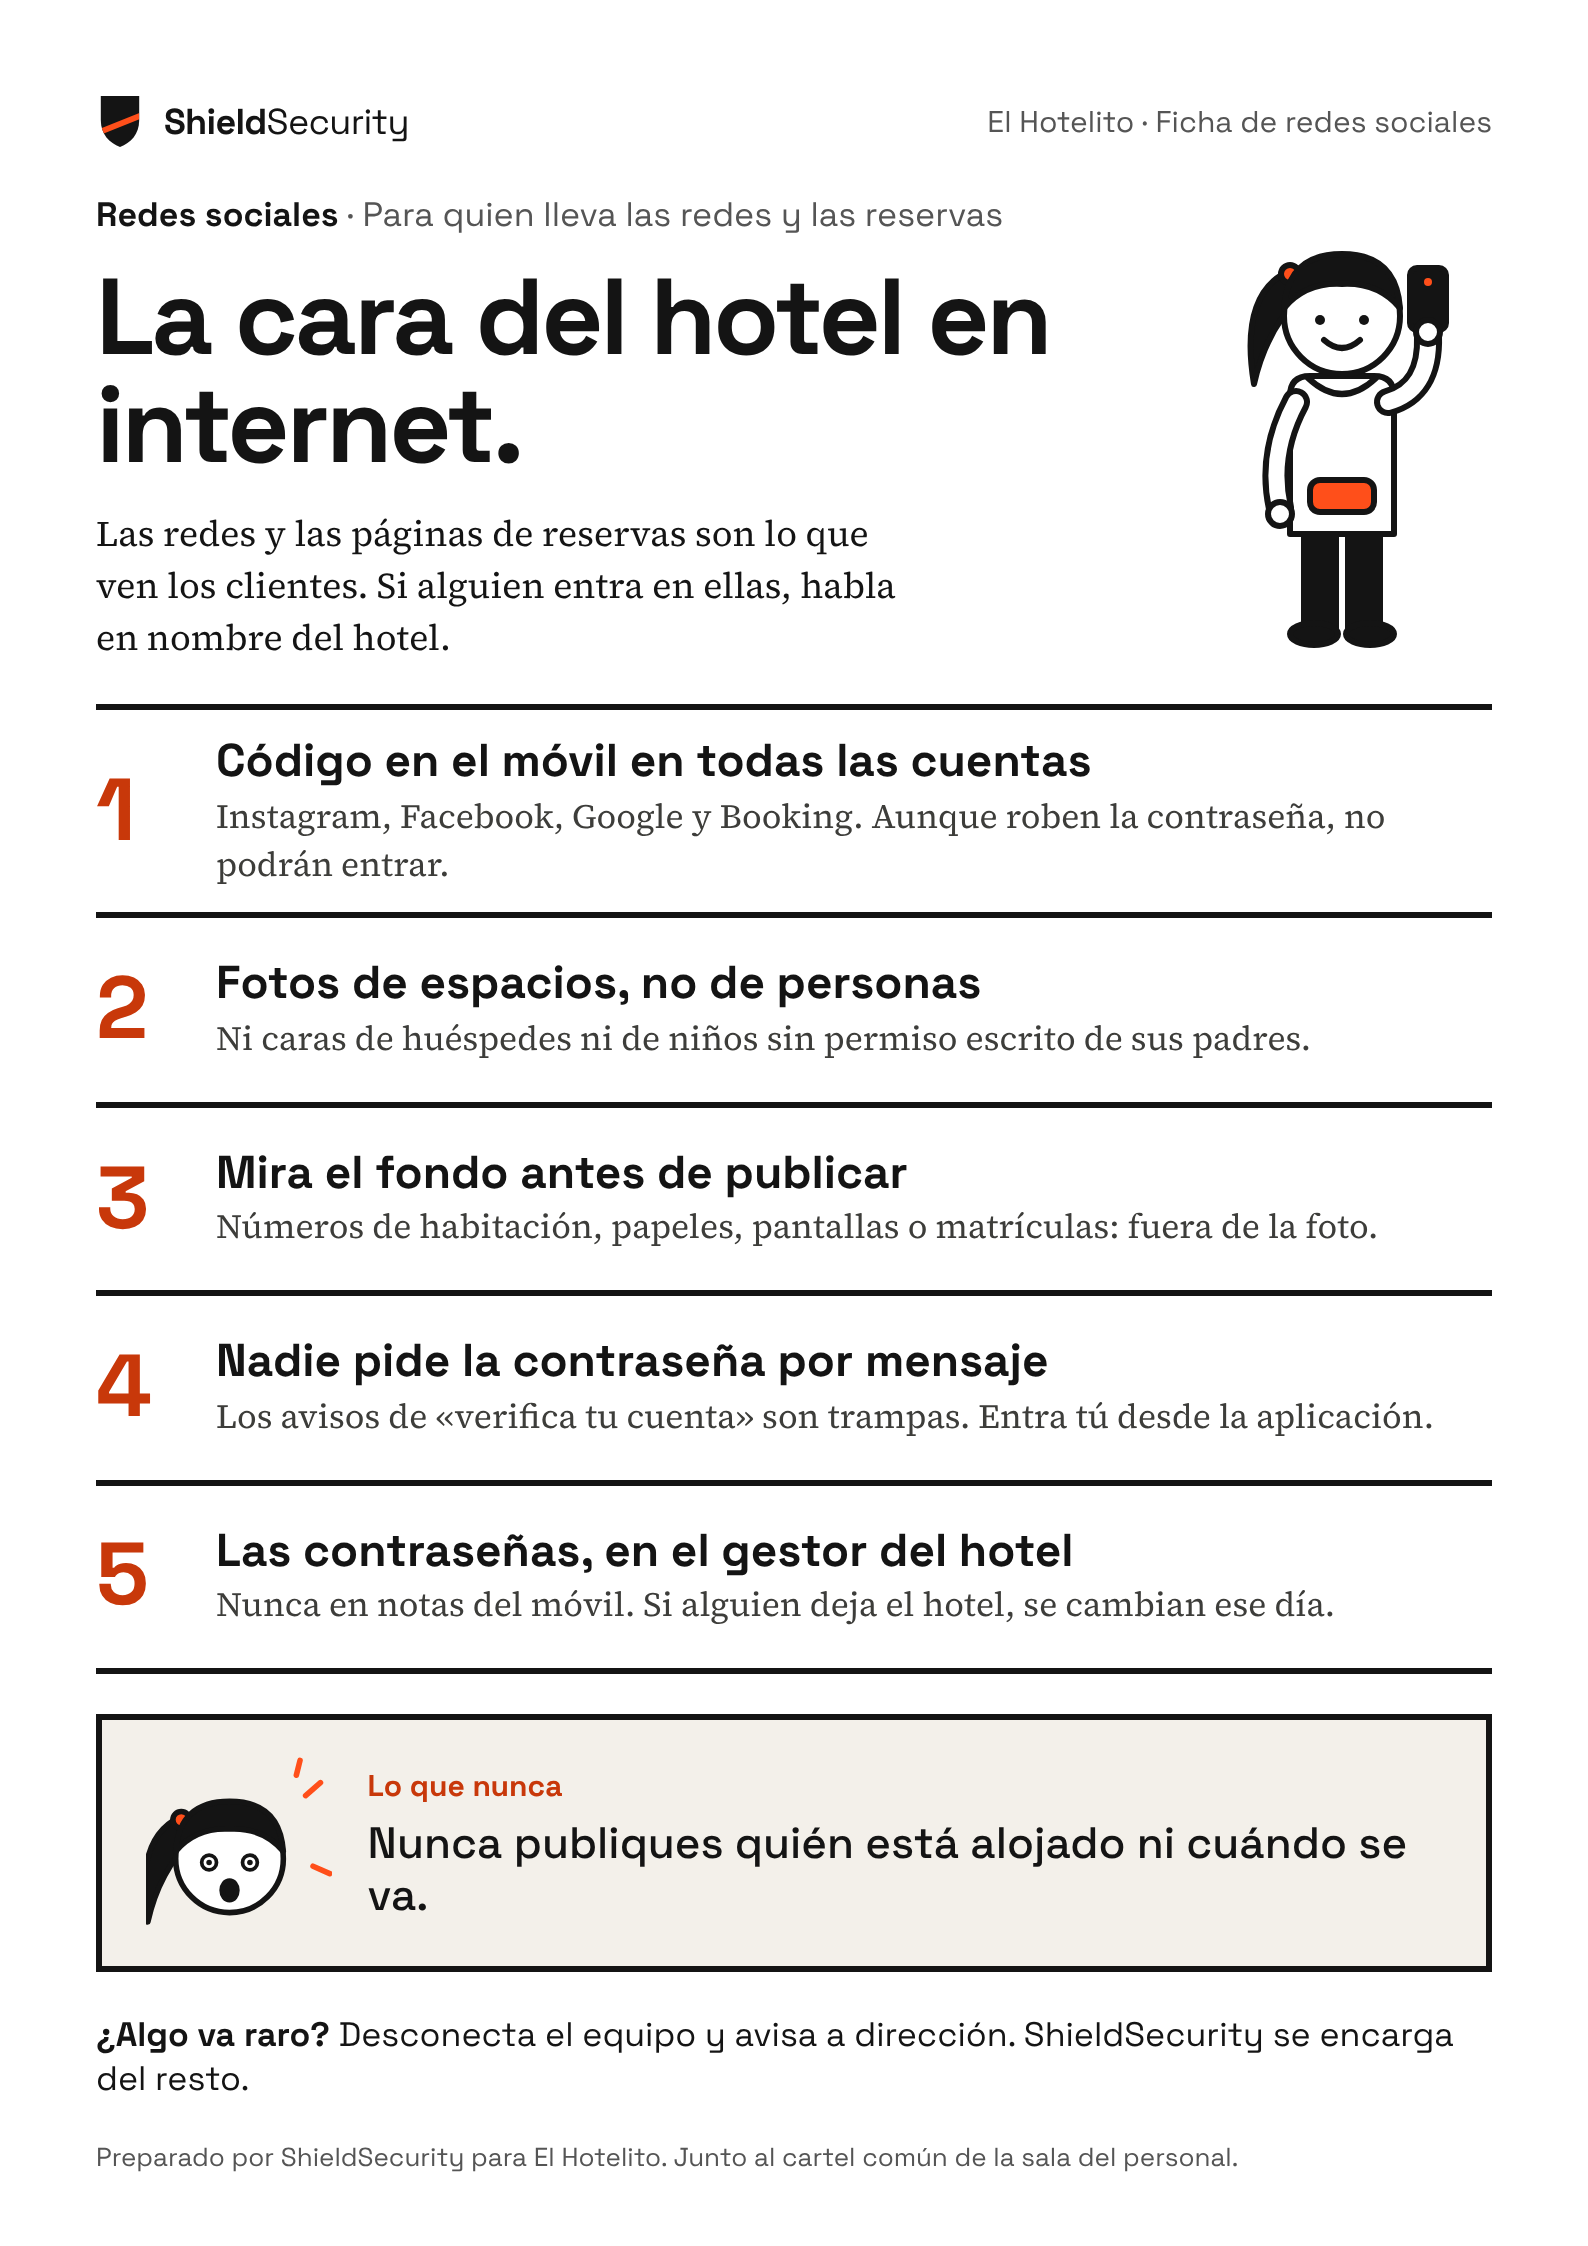 ShieldSecurity
El Hotelito · Ficha de redes sociales
Redes sociales · Para quien lleva las redes y las reservas
La cara del hotel en
internet.
Las redes y las páginas de reservas son lo que
ven los clientes. Si alguien entra en ellas, habla
en nombre del hotel.
1
Código en el móvil en todas las cuentas
Instagram, Facebook, Google y Booking. Aunque roben la contraseña, no
podrán entrar.
2
Fotos de espacios, no de personas
Ni caras de huéspedes ni de niños sin permiso escrito de sus padres.
3
Mira el fondo antes de publicar
Números de habitación, papeles, pantallas o matrículas: fuera de la foto.
4
Nadie pide la contraseña por mensaje
Los avisos de «verifica tu cuenta» son trampas. Entra tú desde la aplicación.
5
Las contraseñas, en el gestor del hotel
Nunca en notas del móvil. Si alguien deja el hotel, se cambian ese día.
Lo que nunca
Nunca publiques quién está alojado ni cuándo se
va.
¿Algo va raro? Desconecta el equipo y avisa a dirección. ShieldSecurity se encarga
del resto.
Preparado por ShieldSecurity para El Hotelito. Junto al cartel común de la sala del personal.